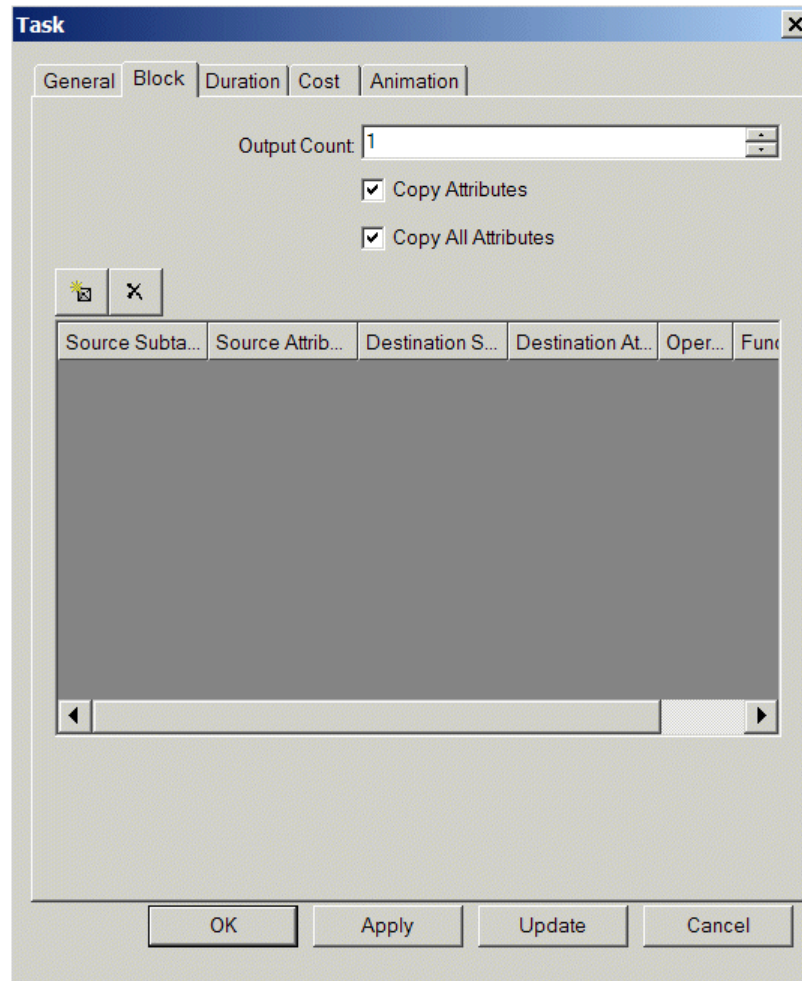 Task
General Block Duration Cost Animation
Output Count: 1
Copy Attributes
Copy All Attributes
Source Subta... Source Attrib... Destination S... Destination At... Oper... Func
OK Apply Update Cancel